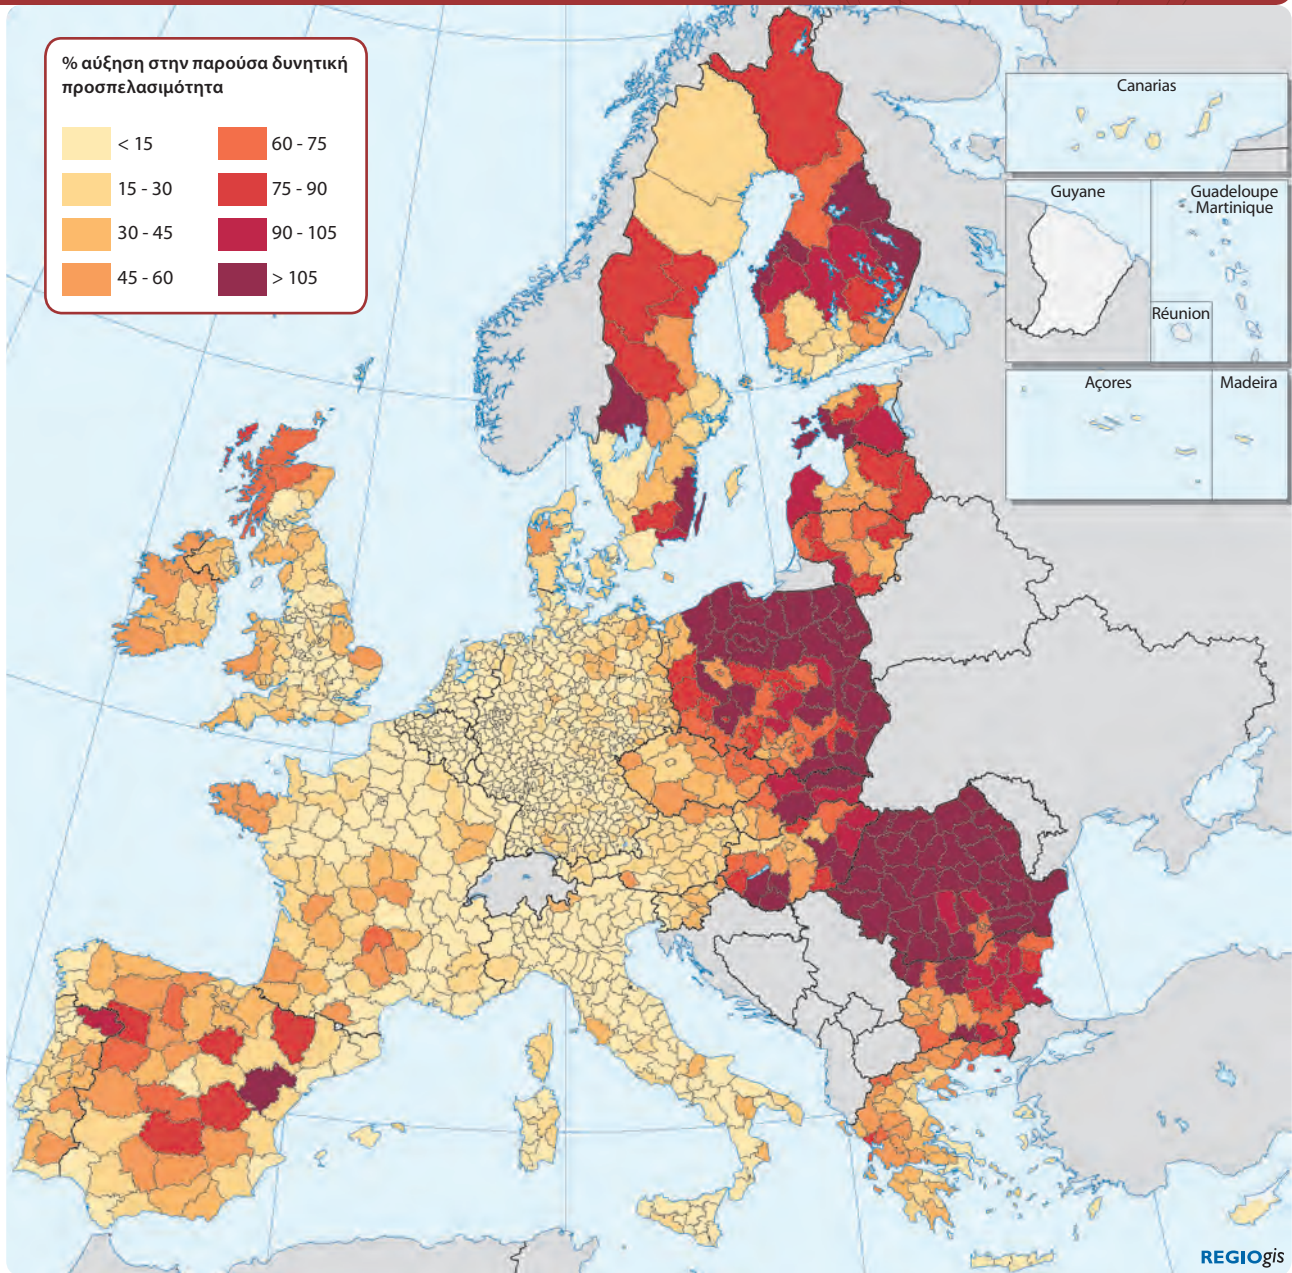 % αύξηση στην παρούσα δυνητική
προσπελασιμότητα
< 15
15 - 30
30 - 45
45 - 60
60 - 75
75 - 90
90 - 105
> 105
Canarias
Guyane
Guadeloupe
Martinique
Réunion
Açores
Madeira
REGIOgis